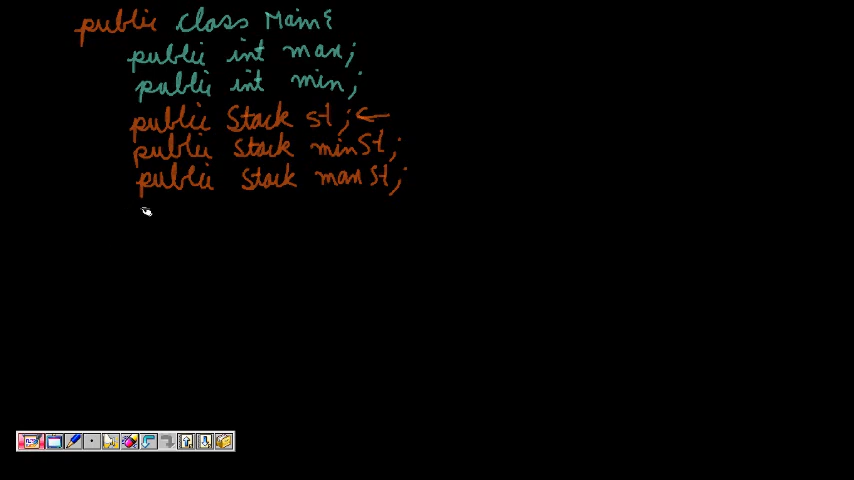 public class Main{
public int max;
public int min;
public Stack st; ←
public Stack minSt;
public Stack maxSt;